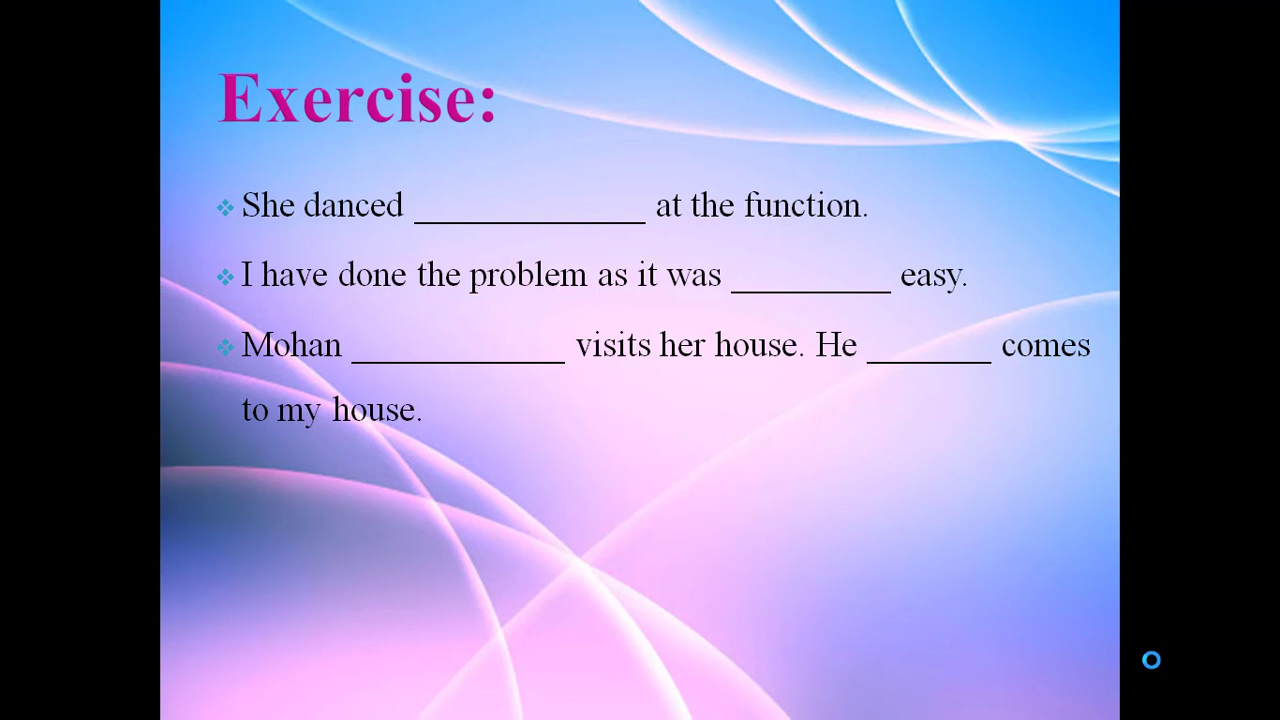 Exercise:
She danced _____________ at the function.
I have done the problem as it was _________ easy.
Mohan ____________ visits her house. He _______ comes
to my house.